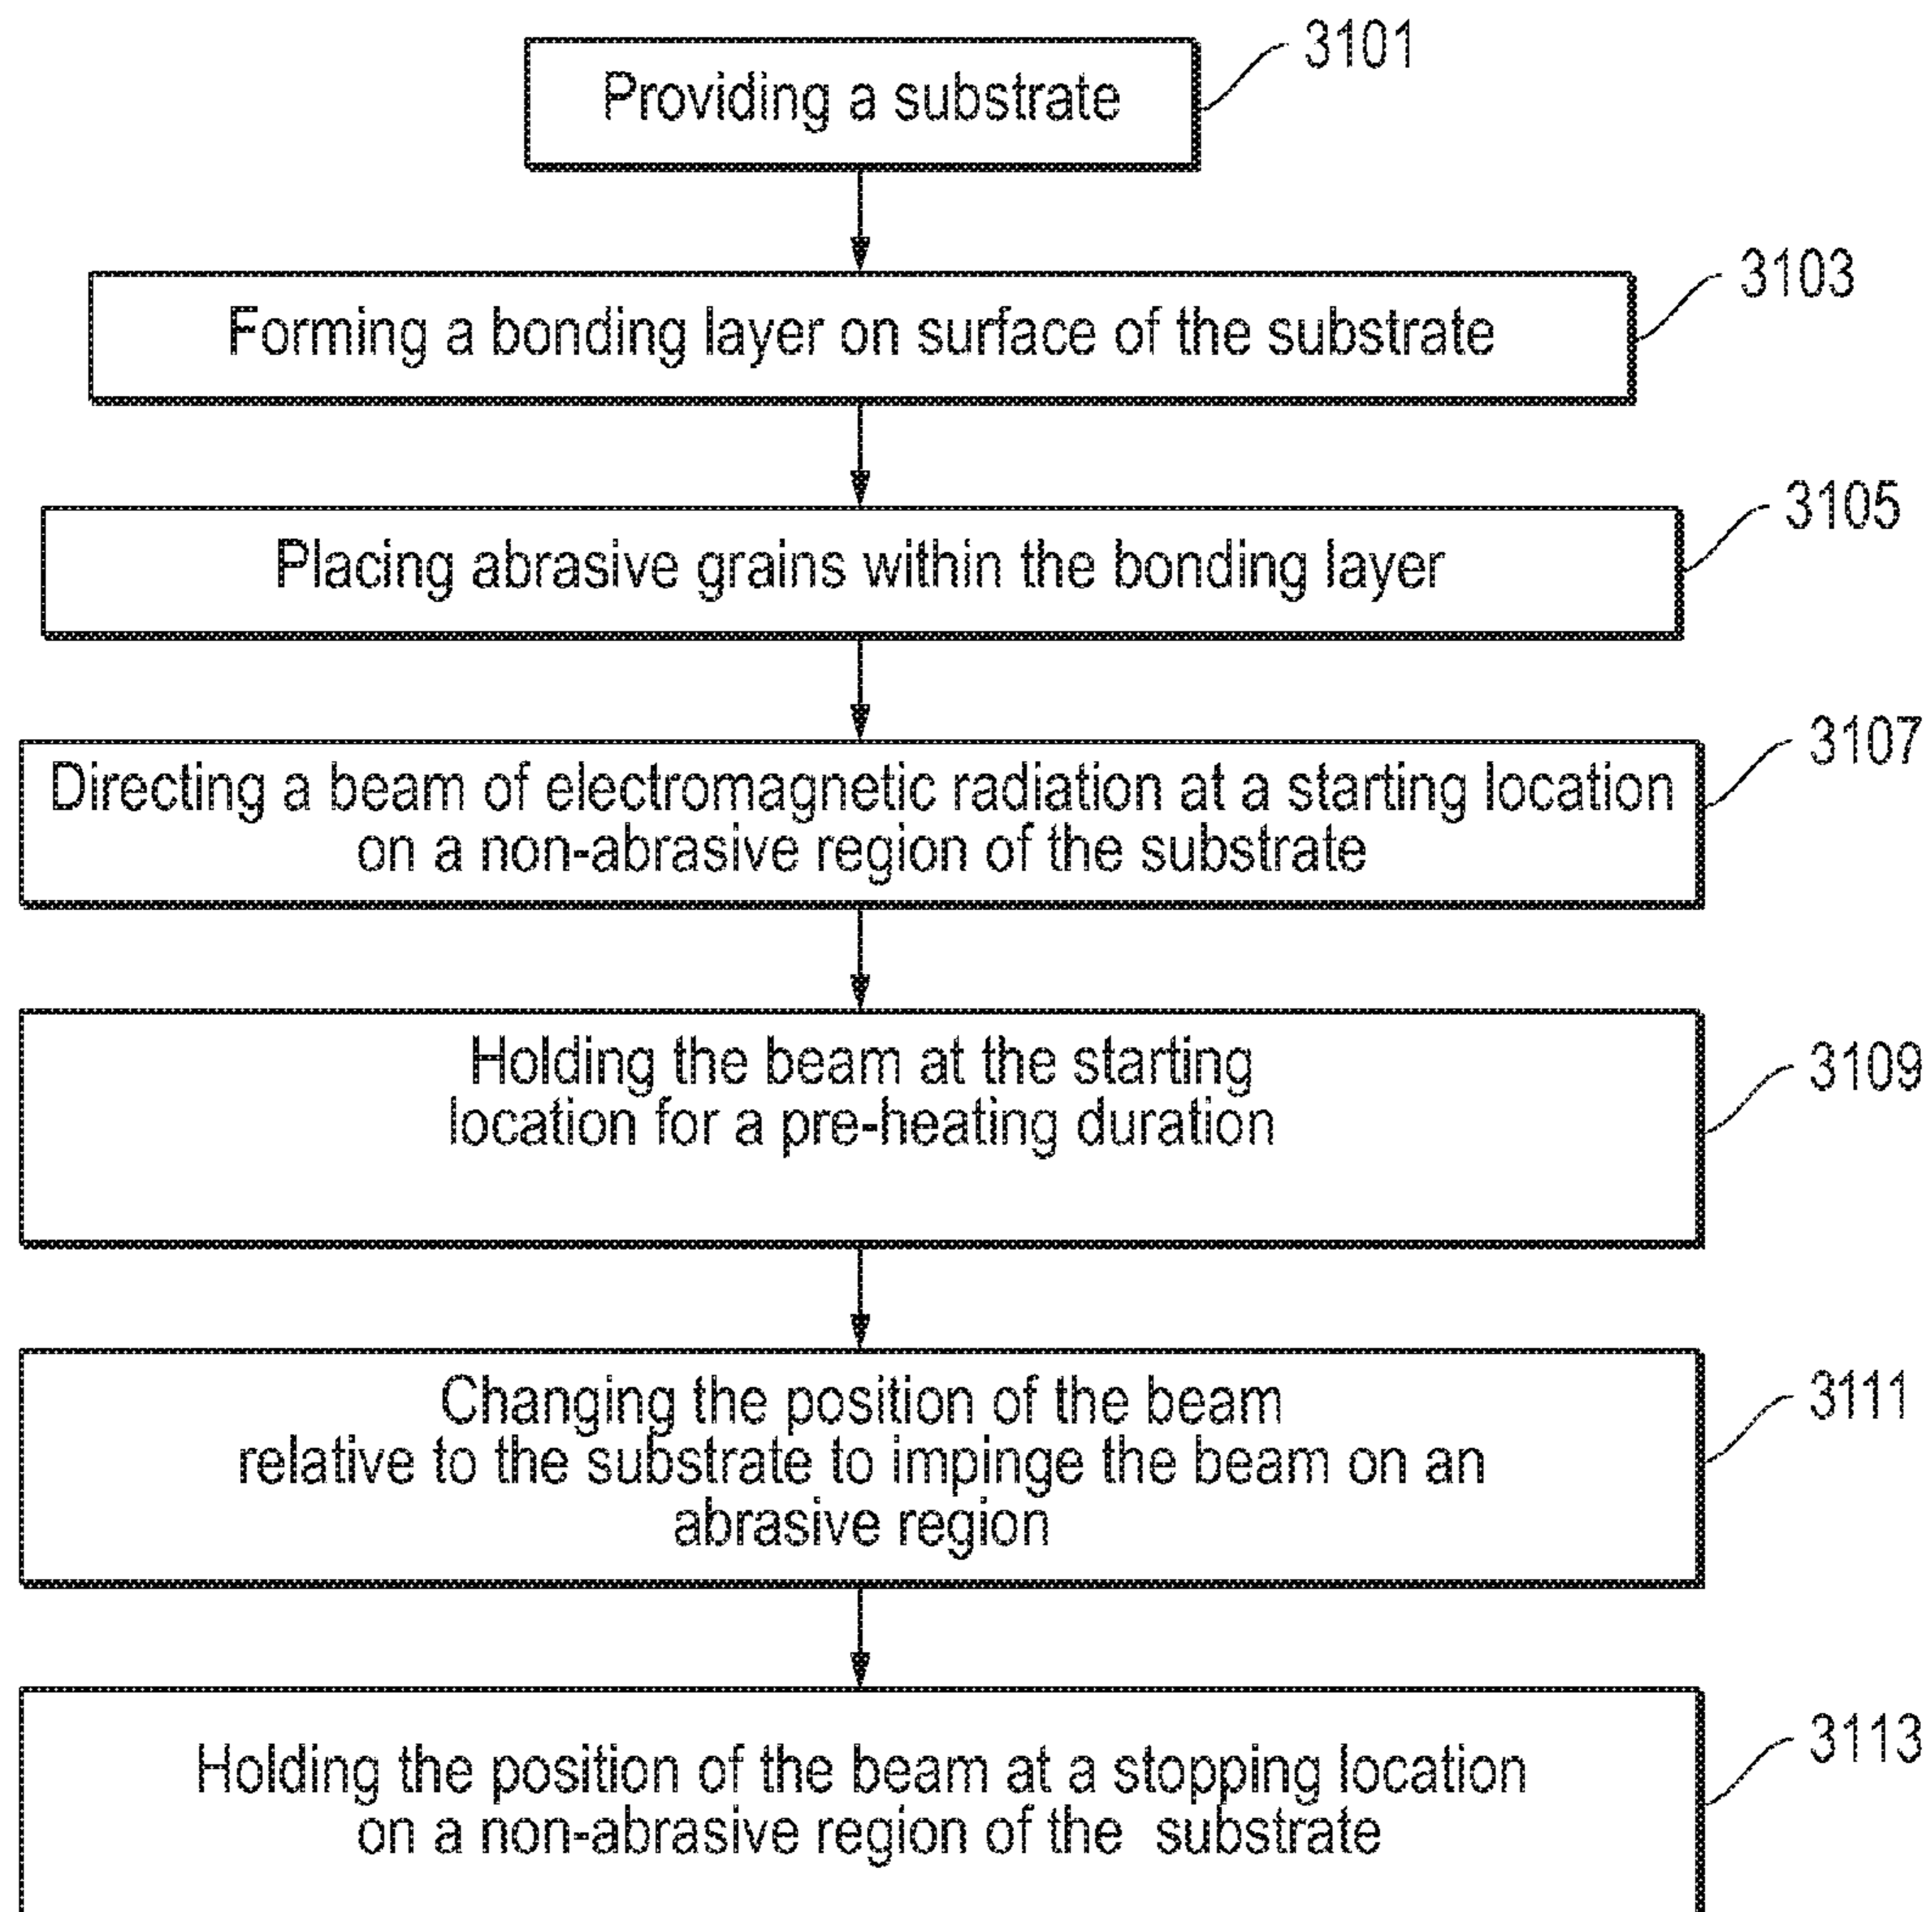 3101
Providing a substrate
3103
Forming a bonding layer on surface of the substrate
3105
Placing abrasive grains within the bonding layer
3107
Directing a beam of electromagnetic radiation at a starting location
on a non-abrasive region of the substrate
3109
Holding the beam at the starting
location for a pre-heating duration
3111
Changing the position of the beam
relative to the substrate to impinge the beam on an
abrasive region
3113
Holding the position of the beam at a stopping location
on a non-abrasive region of the substrate